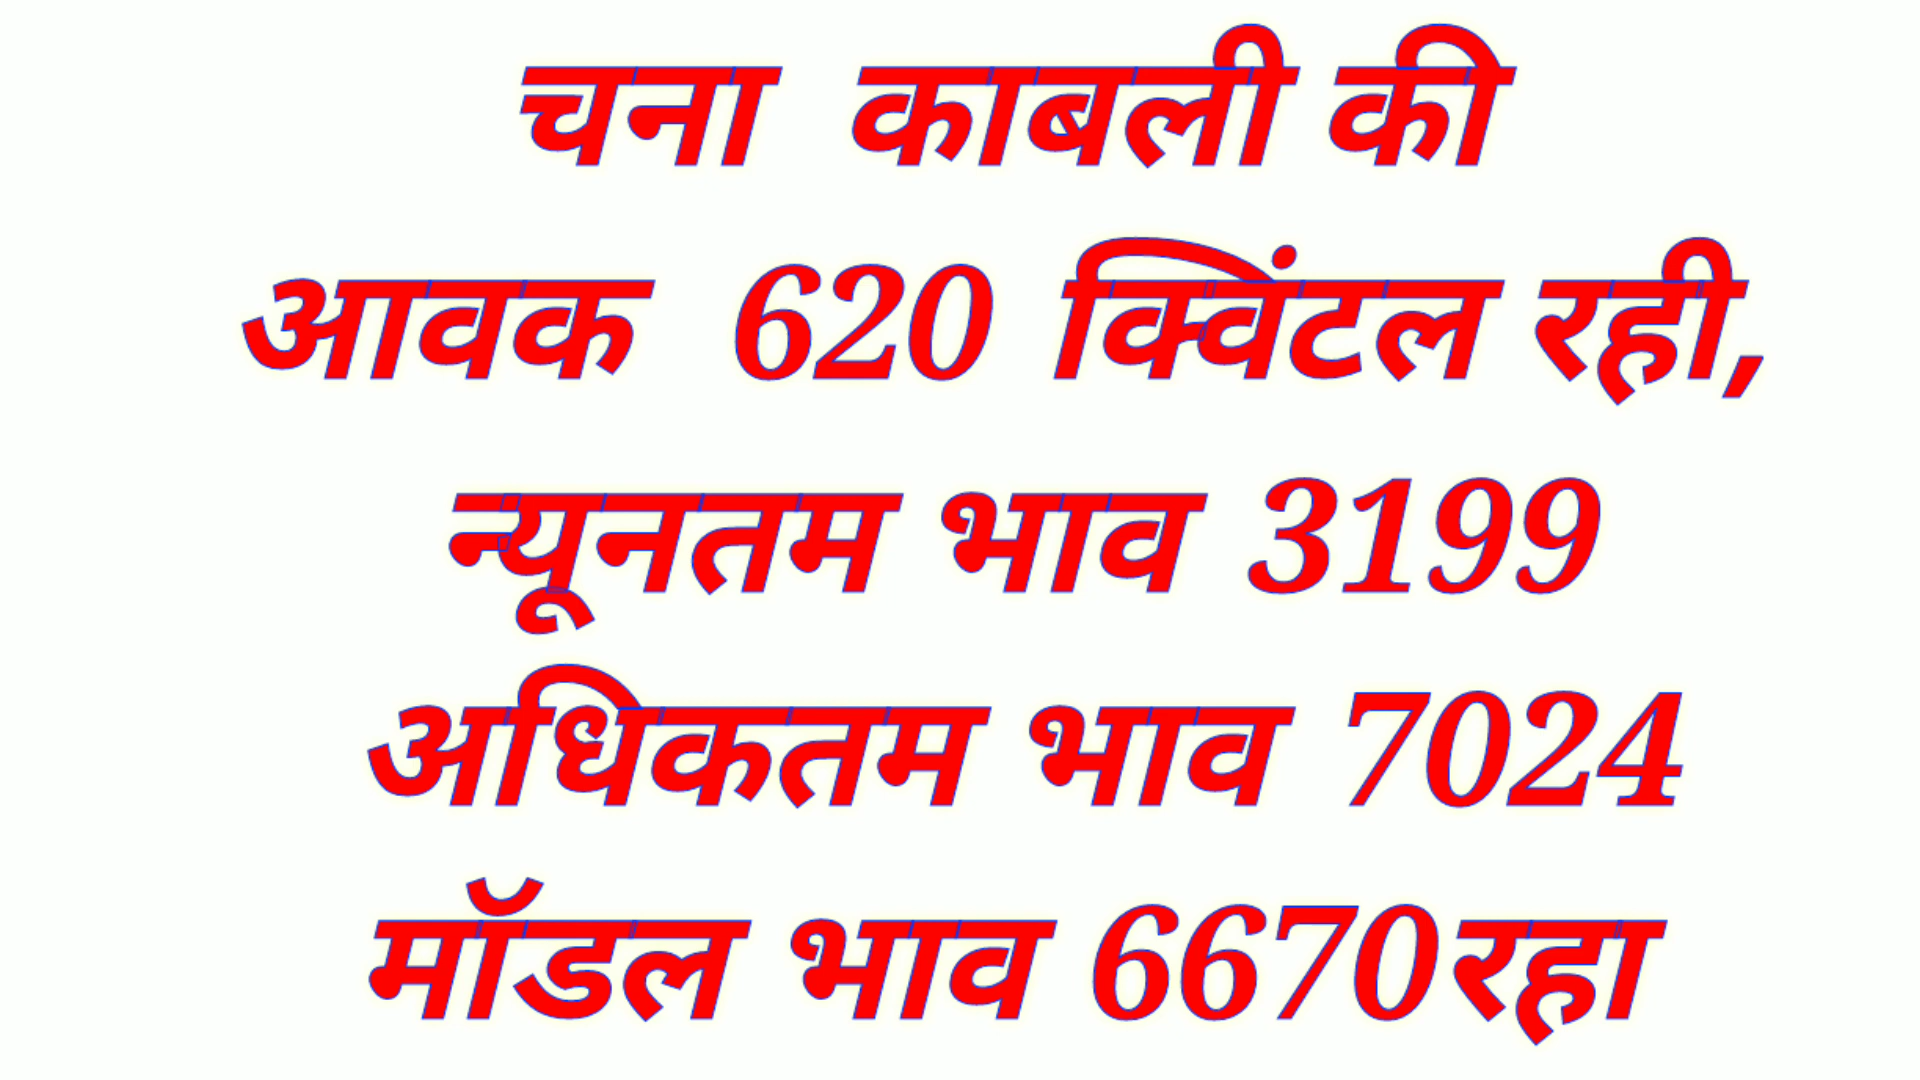 चना काबली की
आवक 620 क्विंटल रही,
न्यूनतम भाव 3199
अधिकतम भाव 7024
मॉडल भाव 6670रहा